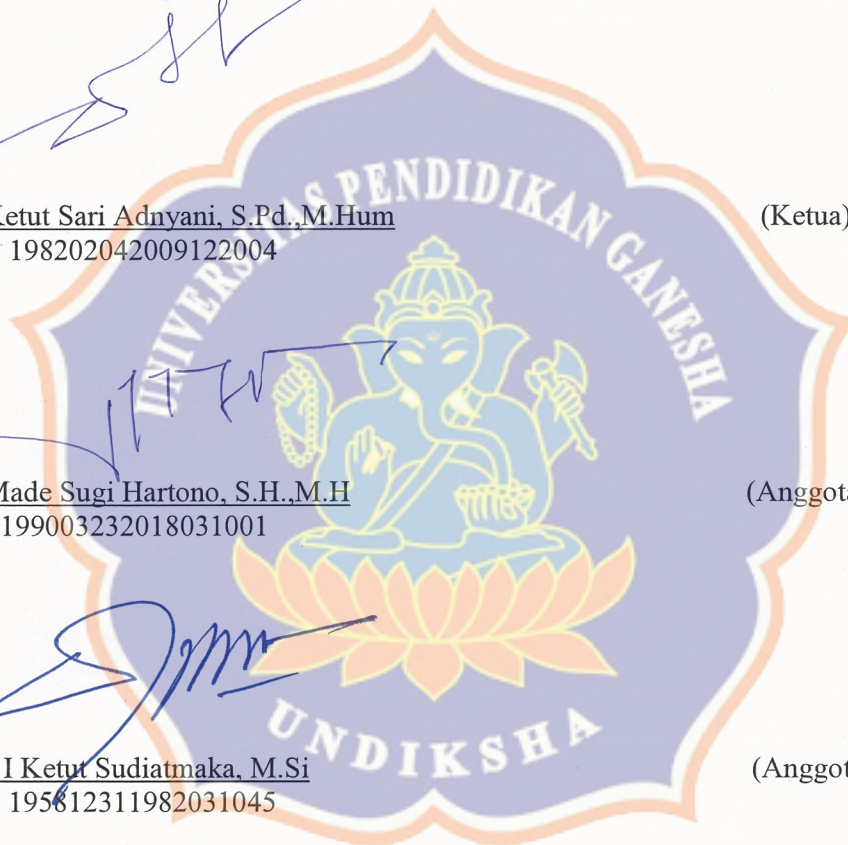 UNIVERSITAS PENDIDIKAN GANESHA
Ketut Sari Adnyani, S.Pd.,M.Hum (Ketua)
198202042009122004
Made Sugi Hartono, S.H.,M.H (Anggota
199003232018031001
I Ketut Sudiatmaka, M.Si (Anggot
195812311982031045
UNDIKSHA